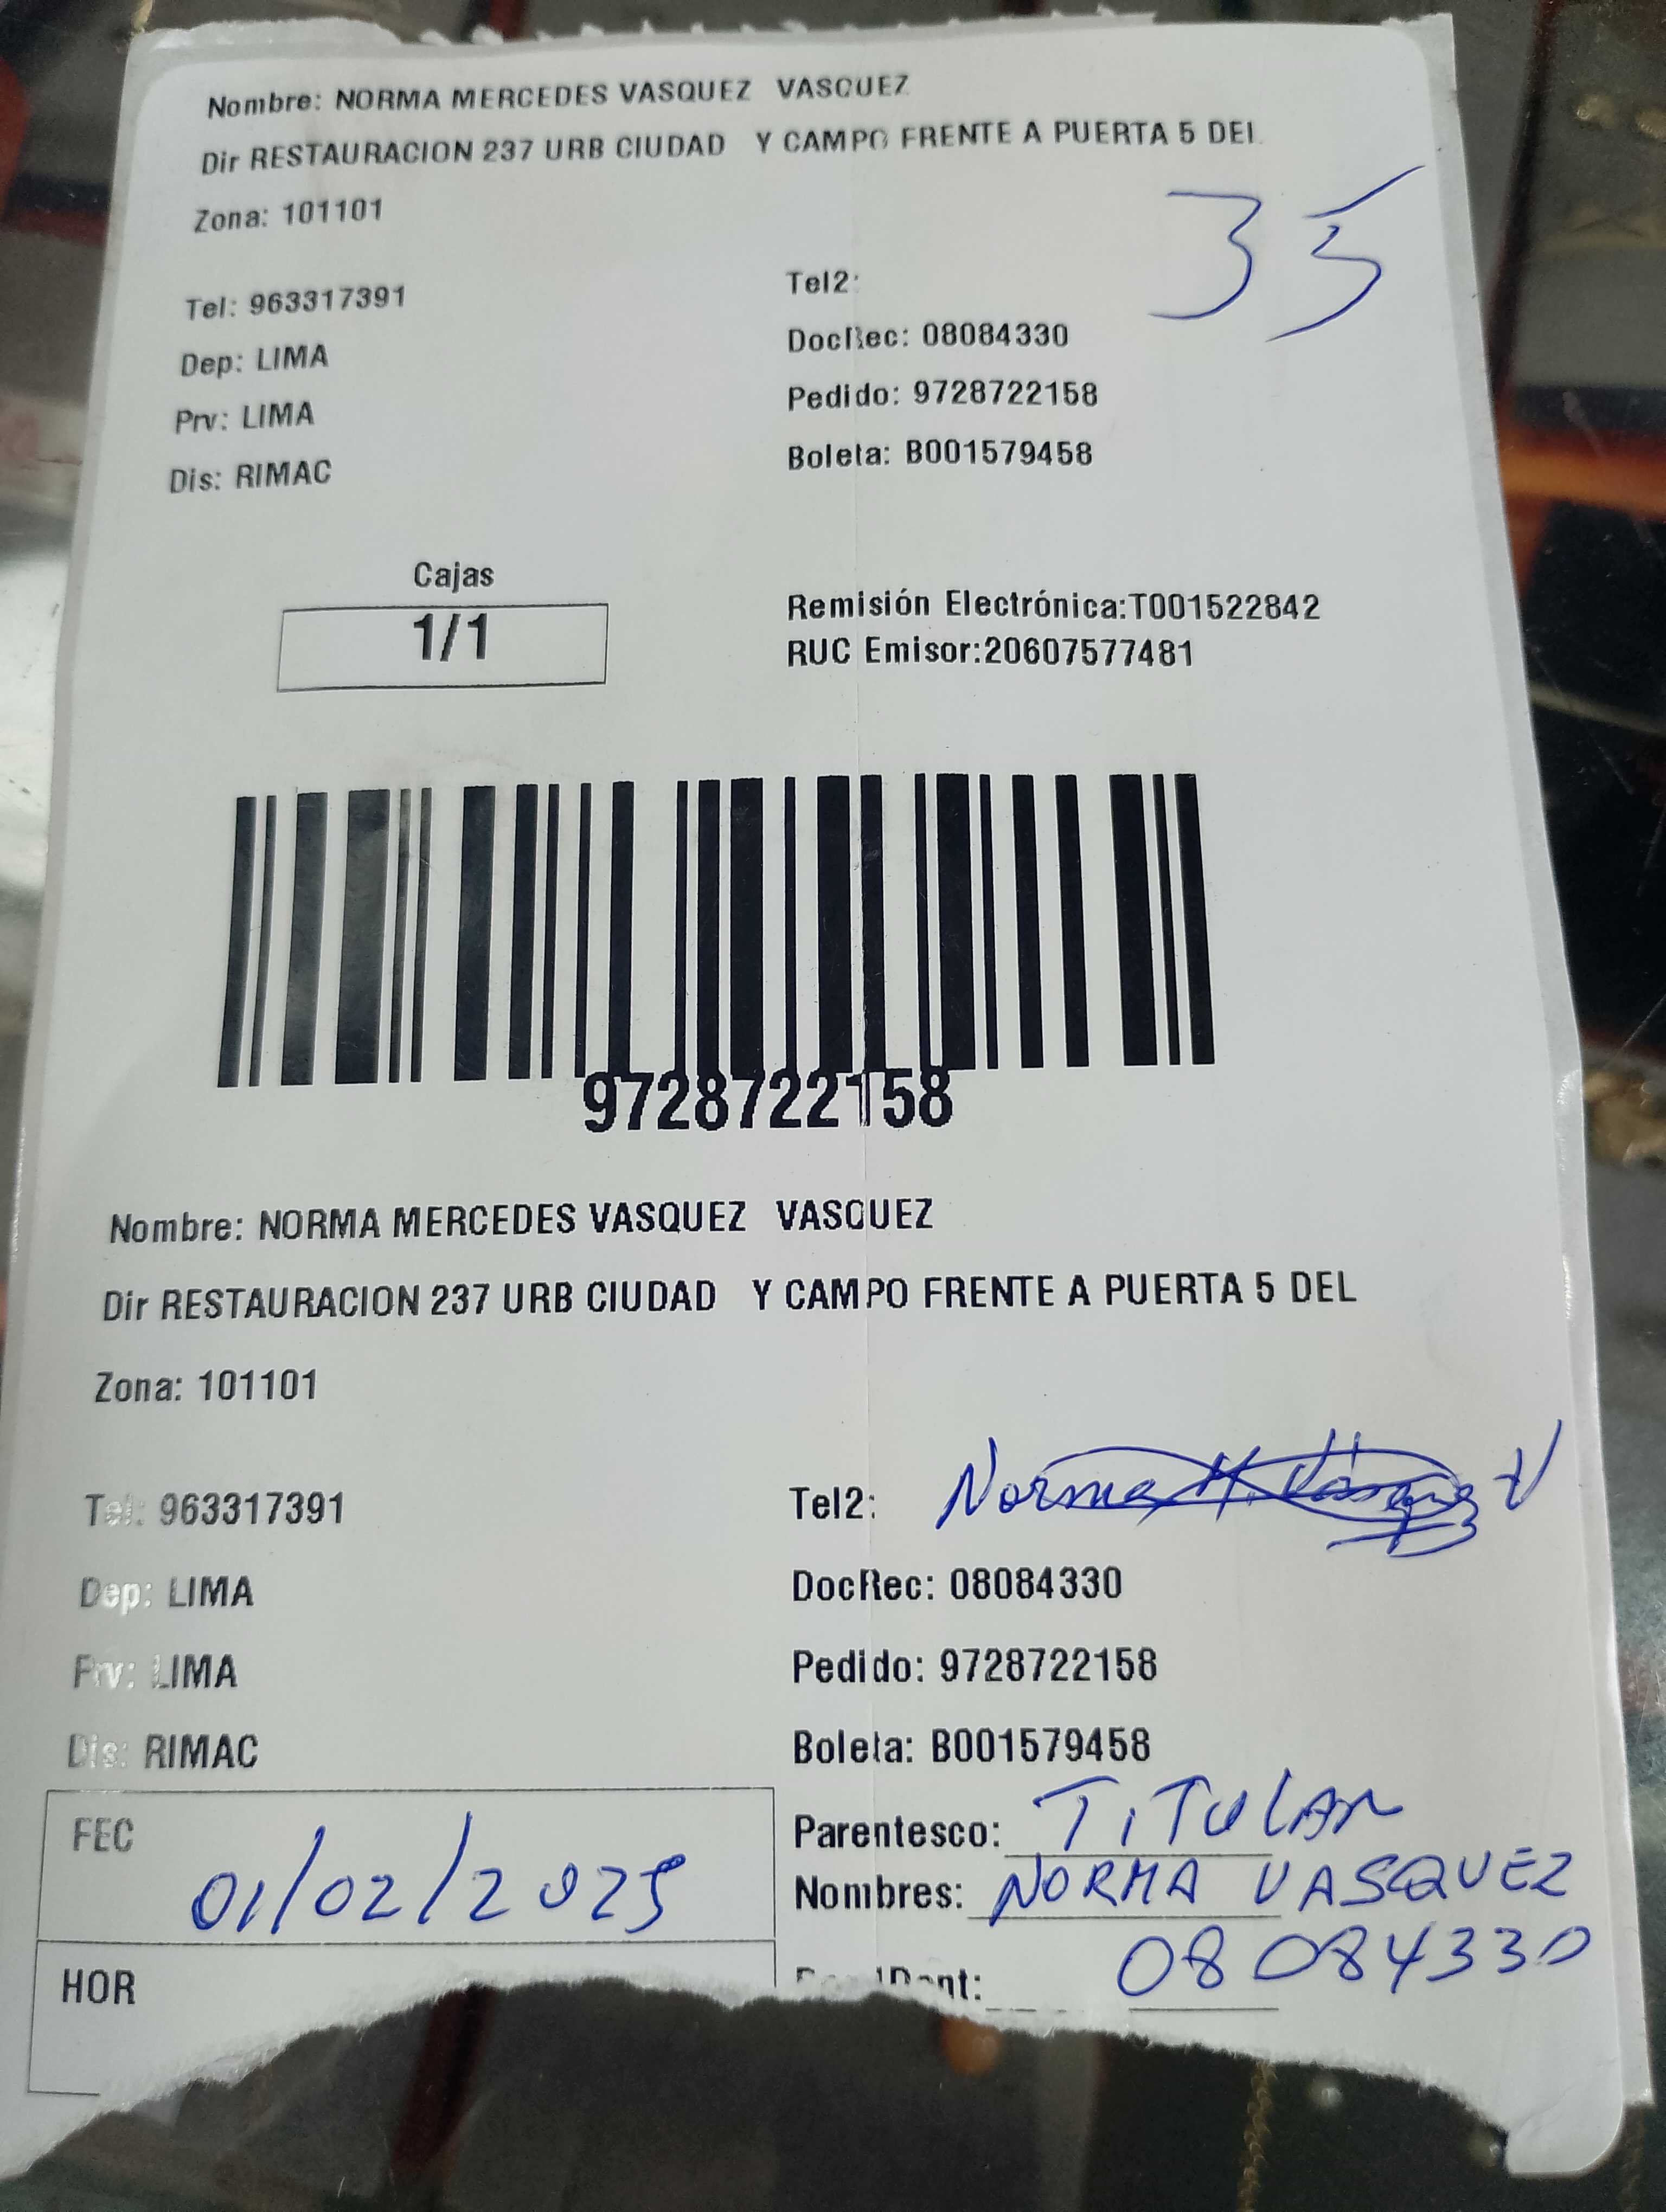 Nombre: NORMA MERCEDES VASQUEZ VASQUEZ
Dir RESTAURACION 237 URB CIUDAD Y CAMPO FRENTE A PUERTA 5 DEL
Zona: 101101
35
Tel: 963317391
Tel2:
Dep: LIMA
DocRec: 08084330
Prv: LIMA
Pedido: 9728722158
Dis: RIMAC
Boleta: B001579458
Cajas
1/1
Remisión Electrónica:T001522842
RUC Emisor:20607577481
9728722158
Nombre: NORMA MERCEDES VASQUEZ VASQUEZ
Dir RESTAURACION 237 URB CIUDAD Y CAMPO FRENTE A PUERTA 5 DEL
Zona: 101101
Tel: 963317391
Tel2: Norma M. Vásquez V
Dep: LIMA
DocRec: 08084330
Prv: LIMA
Pedido: 9728722158
Dis: RIMAC
Boleta: B001579458
FEC 01/02/2025
Parentesco: TITULAR
Nombres: NORMA VASQUEZ
HOR
08084330